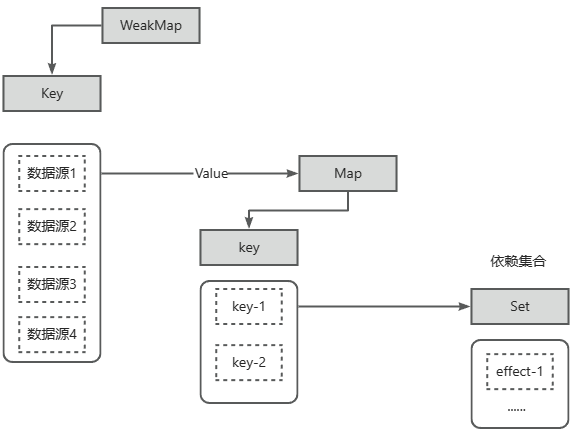 WeakMap
Key
数据源1
数据源2
数据源3
数据源4
Value
Map
key
key-1
key-2
依赖集合
Set
effect-1
......